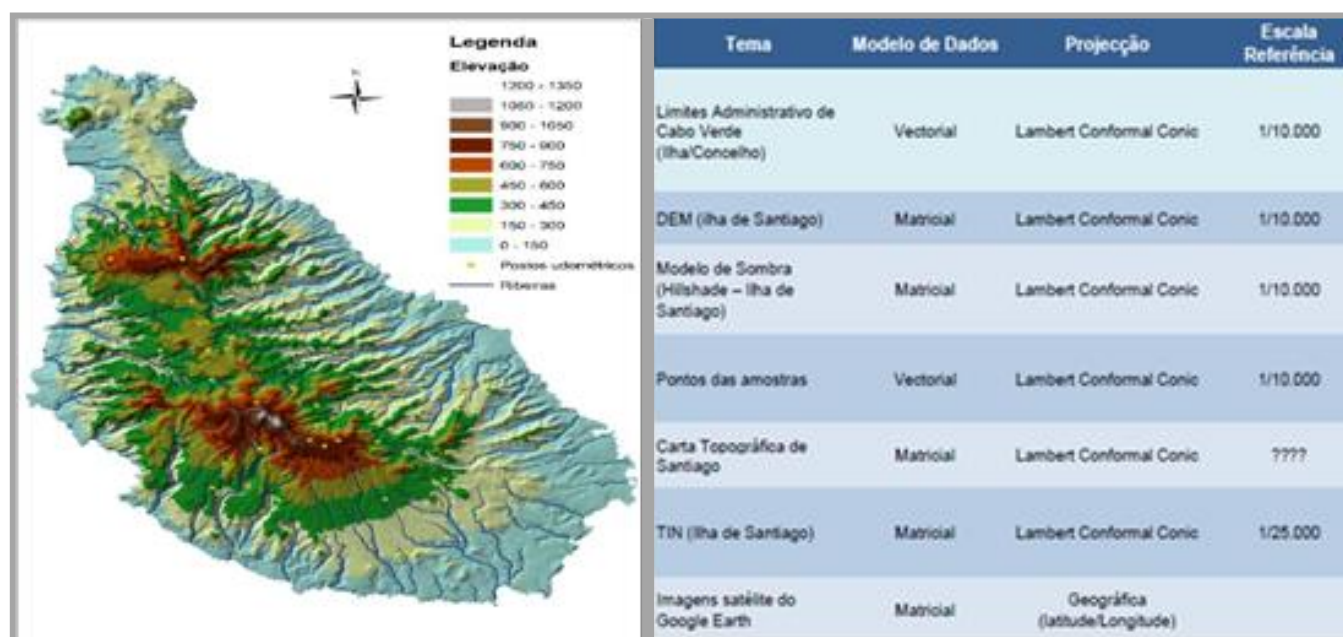 Legenda
Elevação
1200 - 1350
1050 - 1200
900 - 1050
750 - 900
600 - 750
450 - 600
300 - 450
150 - 300
0 - 150
Postos udométricos
Ribeiras
N
Tema Modelo de Dados Projecção Escala
Referência
Limites Administrativo de
Cabo Verde
(Ilha/Concelho)
Vectorial Lambert Conformal Conic 1/10.000
DEM (ilha de Santiago) Matricial Lambert Conformal Conic 1/10.000
Modelo de Sombra
(Hillshade – Ilha de
Santiago)
Matricial Lambert Conformal Conic 1/10.000
Pontos das amostras Vectorial Lambert Conformal Conic 1/10.000
Carta Topográfica de
Santiago
Matricial Lambert Conformal Conic ????
TIN (Ilha de Santiago) Matricial Lambert Conformal Conic 1/25.000
Imagens satélite do
Google Earth
Matricial Geográfica
(latitude/Longitude)